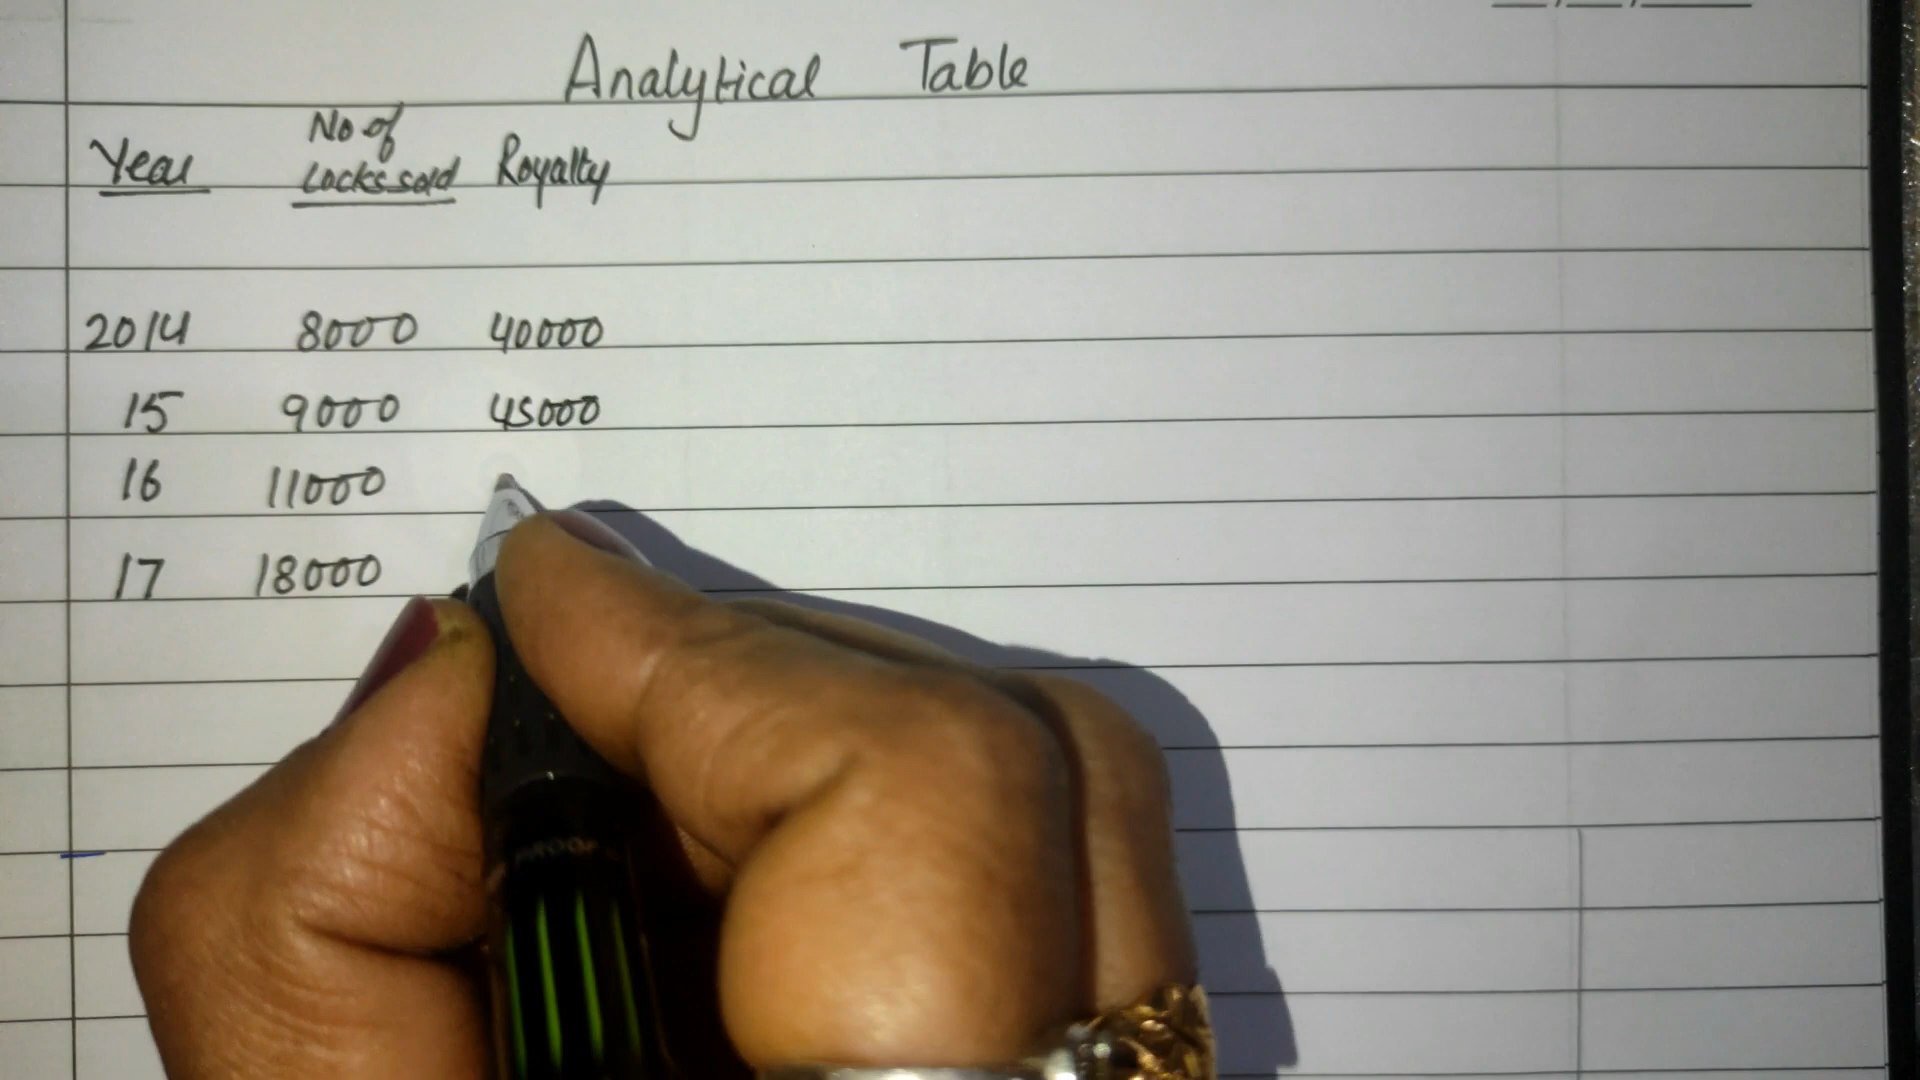 Analytical Table
Year No of Locks sold Royalty
2014 8000 40000
15 9000 45000
16 11000
17 18000